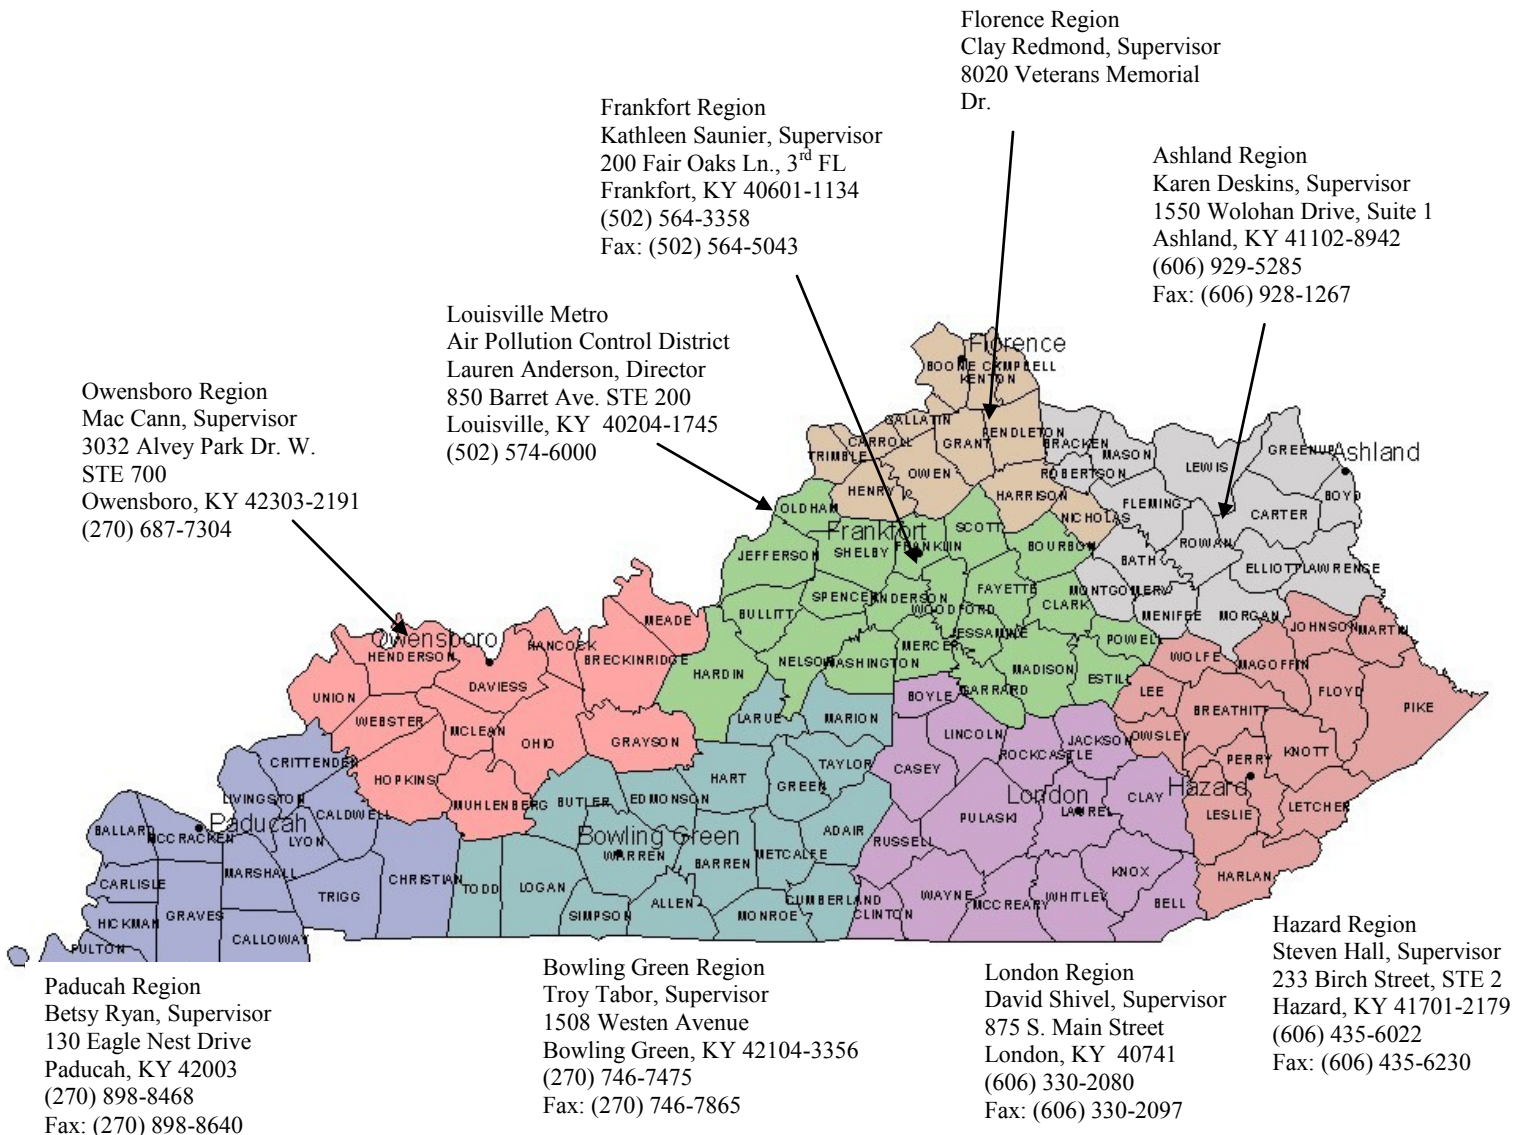 Florence Region
Clay Redmond, Supervisor
8020 Veterans Memorial
Dr.
Frankfort Region
Kathleen Saunier, Supervisor
200 Fair Oaks Ln., 3rd FL
Frankfort, KY 40601-1134
(502) 564-3358
Fax: (502) 564-5043
Ashland Region
Karen Deskins, Supervisor
1550 Wolohan Drive, Suite 1
Ashland, KY 41102-8942
(606) 929-5285
Fax: (606) 928-1267
Louisville Metro
Air Pollution Control District
Lauren Anderson, Director
850 Barret Ave. STE 200
Louisville, KY 40204-1745
(502) 574-6000
Owensboro Region
Mac Cann, Supervisor
3032 Alvey Park Dr. W.
STE 700
Owensboro, KY 42303-2191
(270) 687-7304
Florence
BOONE
CAMPBELL
KENTON
GALLATIN
CARROLL
TRIMBLE
GRANT
PENDLETON
OWEN
HENRY
HARRISON
NICHOLAS
BRACKEN
MASON
ROBERTSON
LEWIS
GREENUP
Ashland
BOYD
FLEMING
CARTER
ROWAN
BATH
ELLIOTT
LAWRENCE
MONTGOMERY
MENIFEE
MORGAN
OLDHAM
Frankfort
SCOTT
JEFFERSON
SHELBY
FRANKLIN
BOURBON
SPENCER
ANDERSON
WOODFORD
FAYETTE
CLARK
BULLITT
MERCER
JESSAMINE
POWELL
NELSON
WASHINGTON
MADISON
ESTILL
HARDIN
GARRARD
MEADE
Owensboro
HANCOCK
HENDERSON
BRECKINRIDGE
DAVIESS
UNION
WEBSTER
MCLEAN
OHIO
GRAYSON
HOPKINS
MUHLENBERG
JOHNSON
MARTIN
WOLFE
MAGOFFIN
LEE
FLOYD
BREATHITT
PIKE
OWSLEY
PERRY
KNOTT
Hazard
LESLIE
LETCHER
HARLAN
BOYLE
LINCOLN
ROCKCASTLE
JACKSON
CASEY
London
CLAY
PULASKI
LAUREL
RUSSELL
KNOX
WAYNE
MCCREARY
WHITLEY
BELL
CLINTON
LARUE
MARION
TAYLOR
HART
GREEN
BUTLER
EDMONSON
ADAIR
Bowling Green
WARREN
BARREN
METCALFE
TODD
LOGAN
ALLEN
CUMBERLAND
SIMPSON
MONROE
CRITTENDEN
LIVINGSTON
CALDWELL
Paducah
BALLARD
MCCRACKEN
LYON
MARSHALL
CARLISLE
TRIGG
CHRISTIAN
HICKMAN
GRAVES
CALLOWAY
FULTON
Paducah Region
Betsy Ryan, Supervisor
130 Eagle Nest Drive
Paducah, KY 42003
(270) 898-8468
Fax: (270) 898-8640
Bowling Green Region
Troy Tabor, Supervisor
1508 Westen Avenue
Bowling Green, KY 42104-3356
(270) 746-7475
Fax: (270) 746-7865
London Region
David Shivel, Supervisor
875 S. Main Street
London, KY 40741
(606) 330-2080
Fax: (606) 330-2097
Hazard Region
Steven Hall, Supervisor
233 Birch Street, STE 2
Hazard, KY 41701-2179
(606) 435-6022
Fax: (606) 435-6230